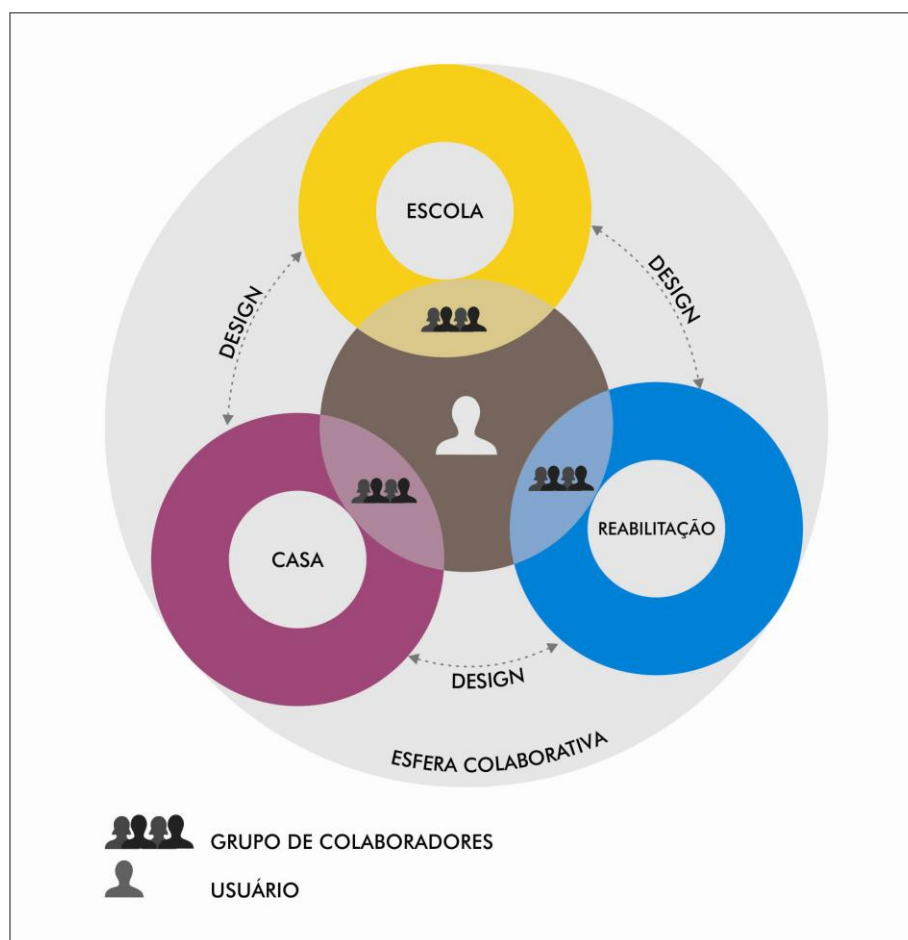 ESCOLA
DESIGN
DESIGN
CASA
REABILITAÇÃO
DESIGN
ESFERA COLABORATIVA
GRUPO DE COLABORADORES
USUÁRIO